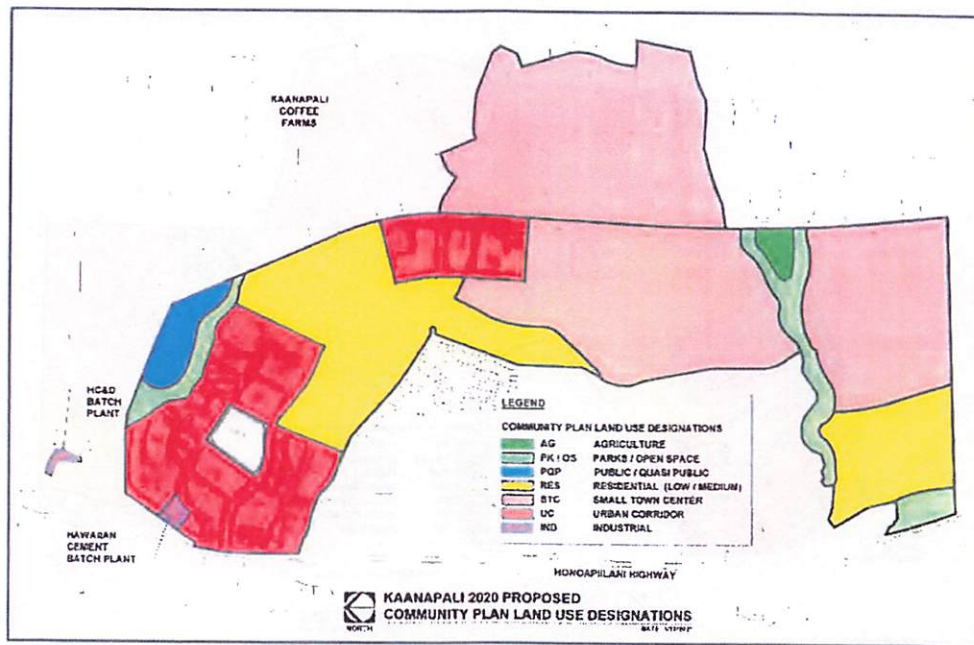 KAANAPALI
COFFEE
FARMS
HC&D
BATCH
PLANT
HAWAIIAN
CEMENT
BATCH PLANT
LEGEND
COMMUNITY PLAN LAND USE DESIGNATIONS
AG AGRICULTURE
PK / OS PARKS / OPEN SPACE
PQP PUBLIC / QUASI PUBLIC
RES RESIDENTIAL (LOW / MEDIUM)
STC SMALL TOWN CENTER
UC URBAN CORRIDOR
IND INDUSTRIAL
HONOAPIILANI HIGHWAY
KAANAPALI 2020 PROPOSED
COMMUNITY PLAN LAND USE DESIGNATIONS
NORTH